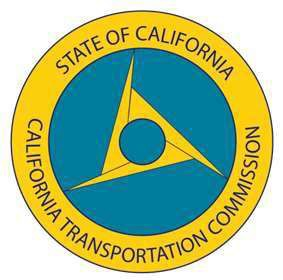 STATE OF CALIFORNIA
CALIFORNIA TRANSPORTATION COMMISSION